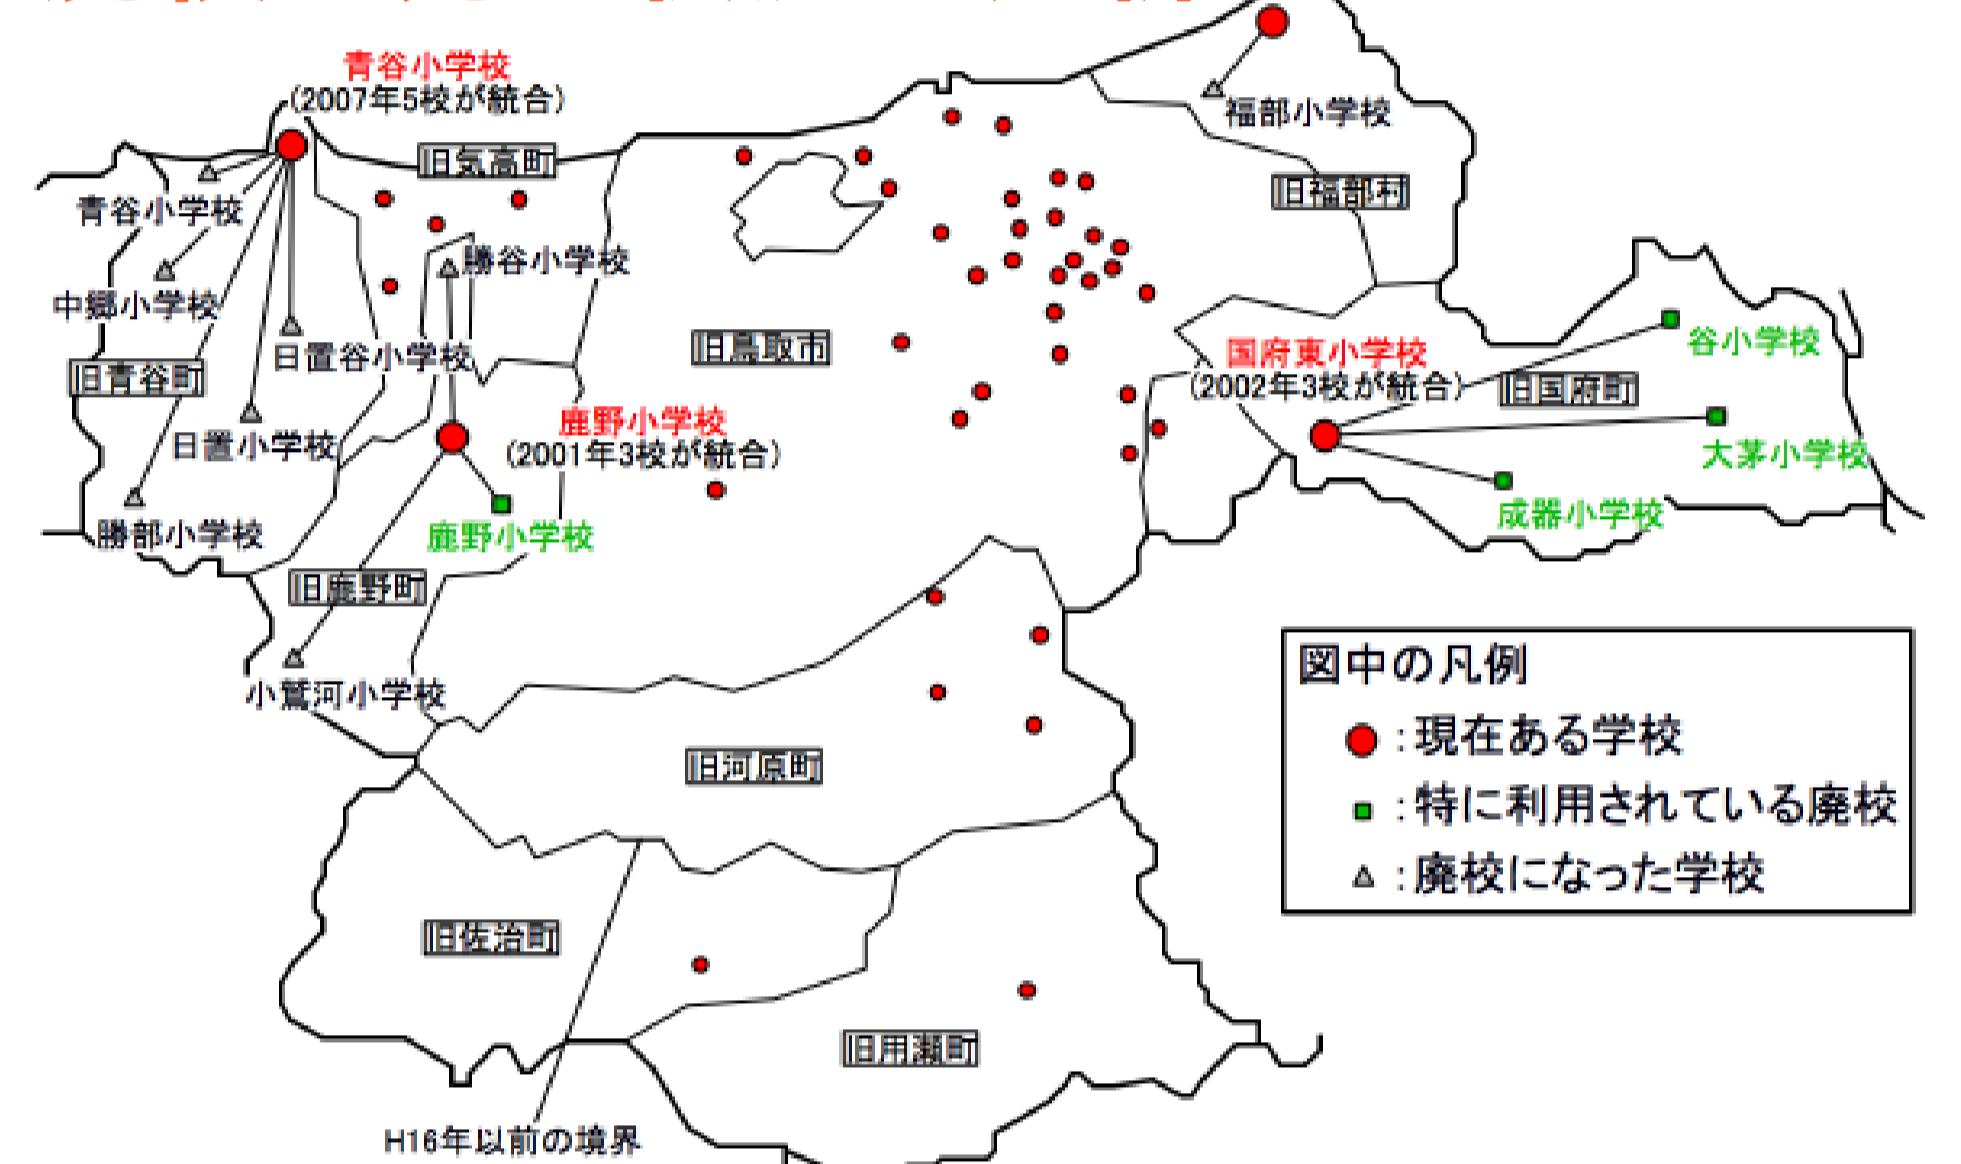 青谷小学校
(2007年5校が統合)
福部小学校
旧気高町
旧福部村
青谷小学校
勝谷小学校
中郷小学校
日置谷小学校
旧鳥取市
国府東小学校
(2002年3校が統合)
谷小学校
旧青谷町
旧国府町
日置小学校
鹿野小学校
(2001年3校が統合)
大茅小学校
成器小学校
勝部小学校
鹿野小学校
旧鹿野町
小鷲河小学校
図中の凡例
:現在ある学校
:特に利用されている廃校
:廃校になった学校
旧河原町
旧佐治町
旧用瀬町
H16年以前の境界